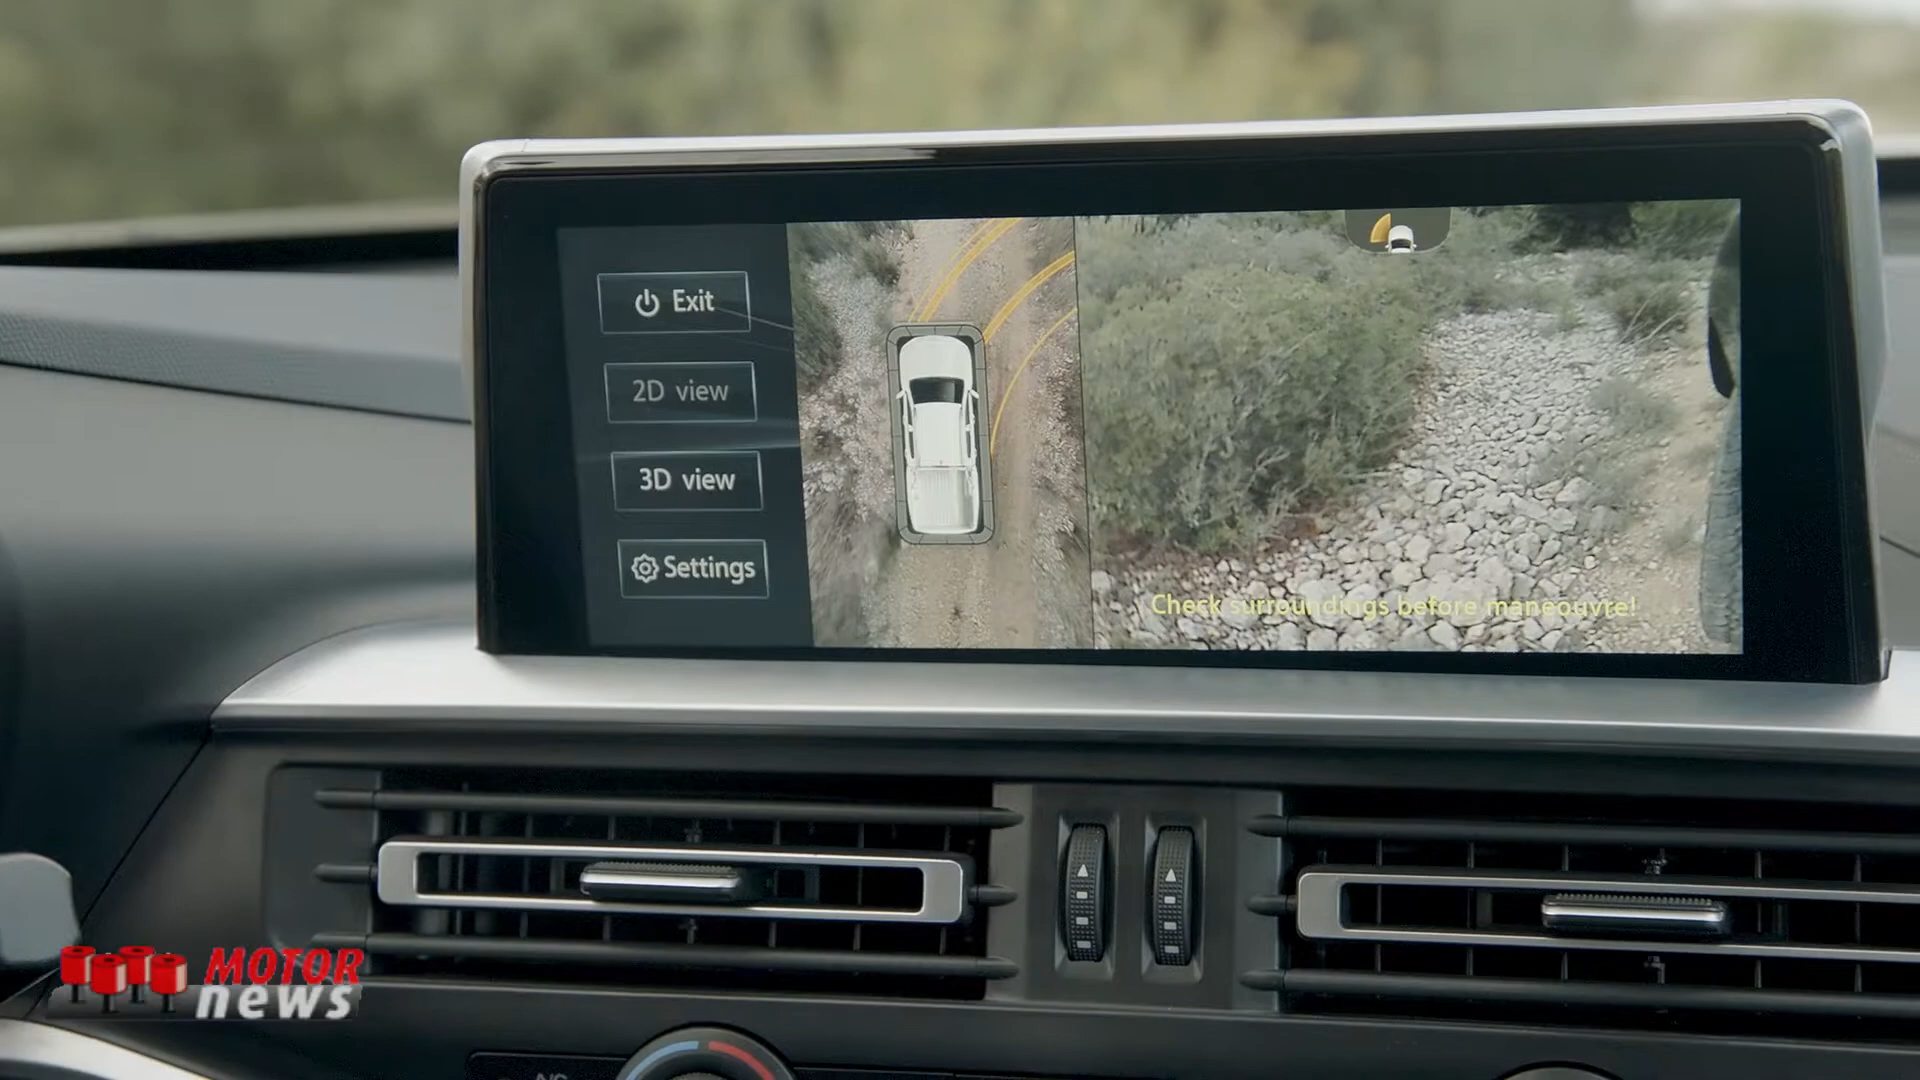 Exit
2D view
3D view
Settings
Check surroundings before maneouvre!
MOTOR
news